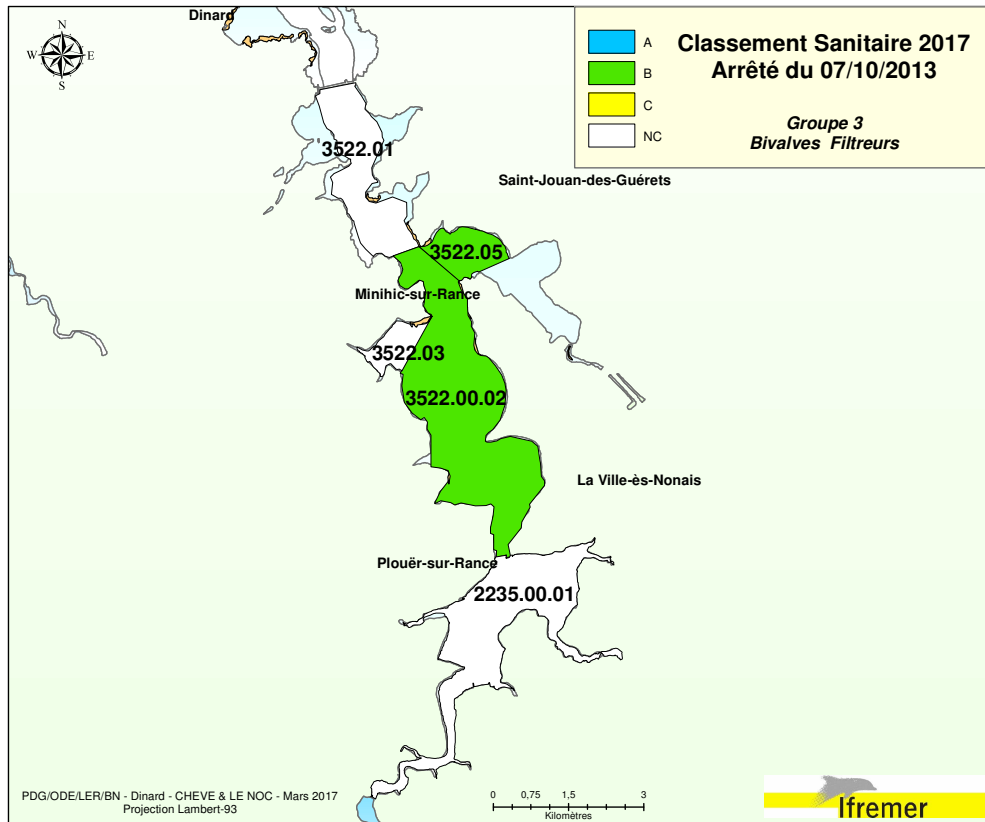 Dinard
N
W E
S
A
B
C
NC
Classement Sanitaire 2017
Arrêté du 07/10/2013
Groupe 3
Bivalves Filtreurs
3522.01
Saint-Jouan-des-Guérets
3522.05
Minihic-sur-Rance
3522.03
3522.00.02
La Ville-ès-Nonais
Plouër-sur-Rance
2235.00.01
PDG/ODE/LER/BN - Dinard - CHEVE & LE NOC - Mars 2017
Projection Lambert-93
0 0,75 1,5 3
Kilomètres
Ifremer